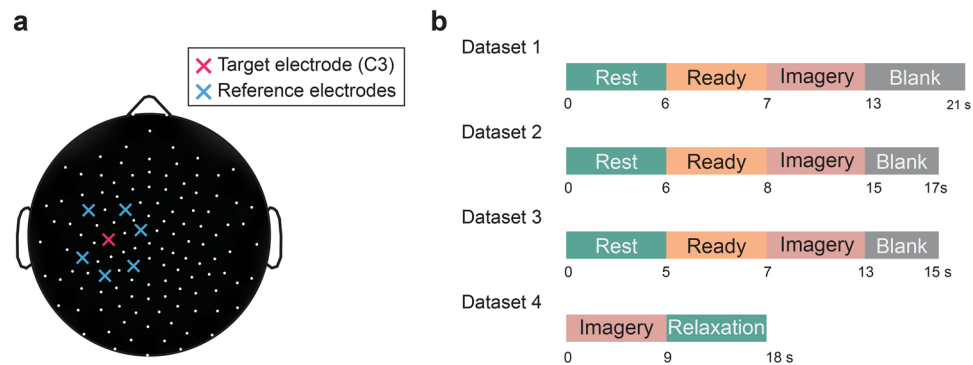 a
Target electrode (C3)
Reference electrodes
b
Dataset 1
Rest Ready Imagery Blank
0 6 7 13 21 s
Dataset 2
Rest Ready Imagery Blank
0 6 8 15 17s
Dataset 3
Rest Ready Imagery Blank
0 5 7 13 15 s
Dataset 4
Imagery Relaxation
0 9 18 s